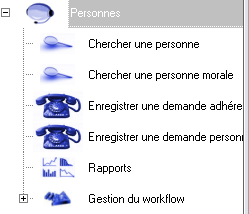 Personnes
Chercher une personne
Chercher une personne morale
Enregistrer une demande adhére
Enregistrer une demande personn
Rapports
Gestion du workflow